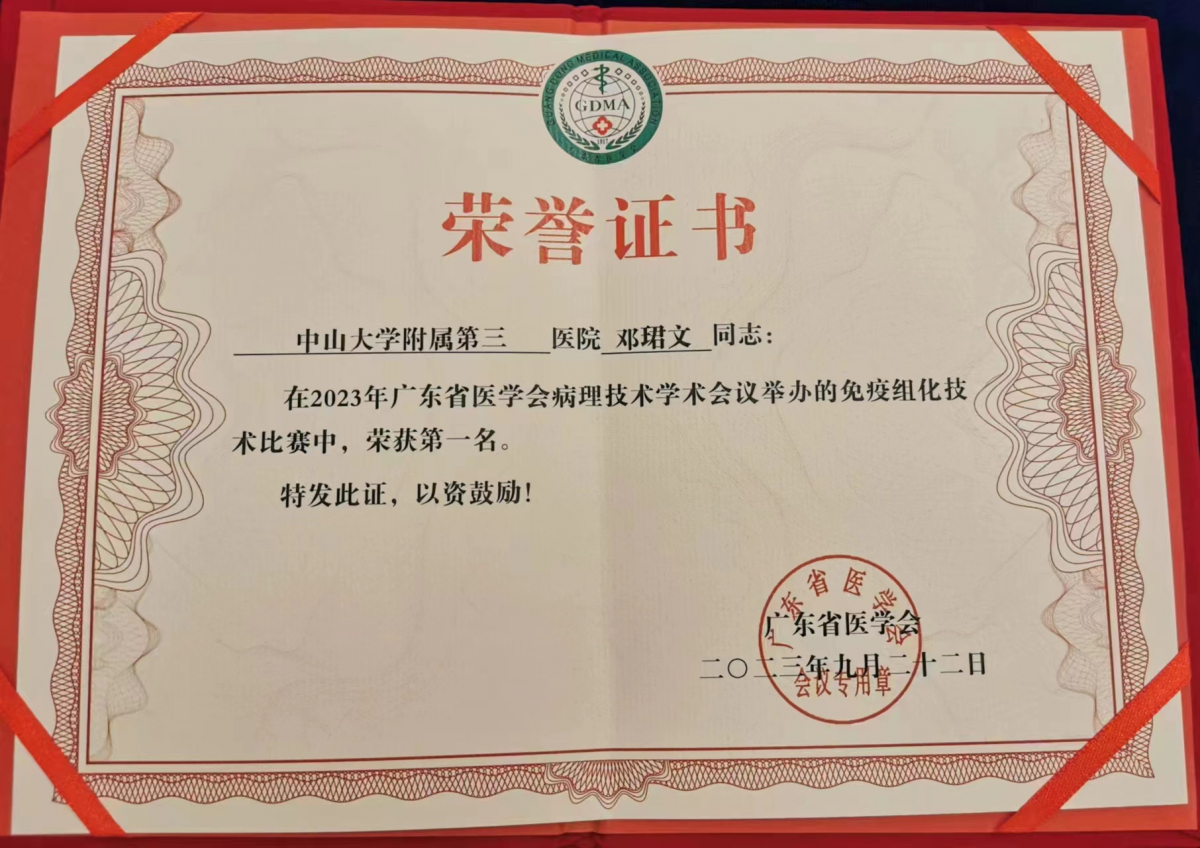 GUANGDONG MEDICAL ASSOCIATION
GDMA
1917
荣誉证书
中山大学附属第三 医院 邓珺文 同志：
在2023年广东省医学会病理技术学术会议举办的免疫组化技
术比赛中，荣获第一名。
特发此证，以资鼓励！
广东省医学会
二〇二三年九月二十二日
广东省医学会
会议专用章